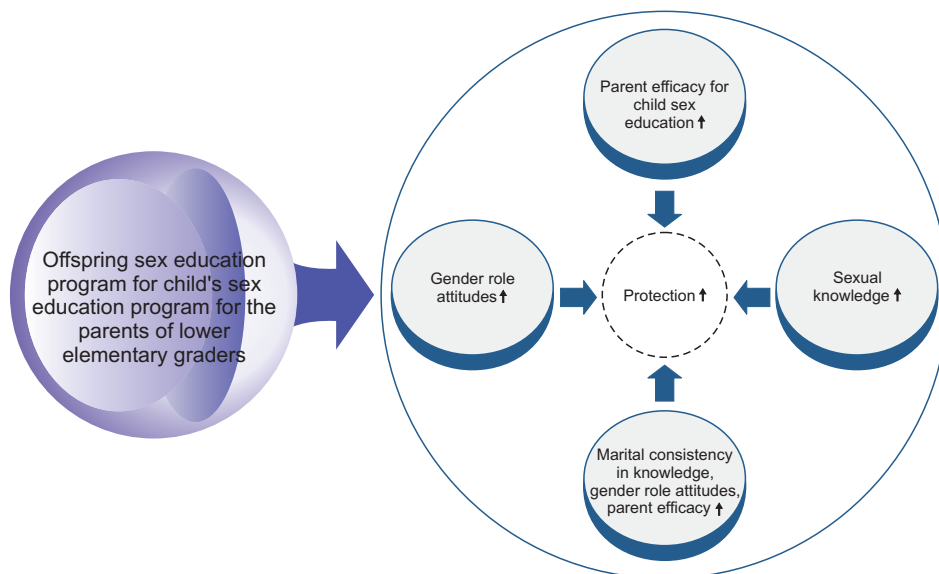 Parent efficacy for
child sex
education ↑
Offspring sex education
program for child's sex
education program for the
parents of lower
elementary graders
Gender role
attitudes ↑
Protection ↑
Sexual
knowledge ↑
Marital consistency
in knowledge,
gender role attitudes,
parent efficacy ↑